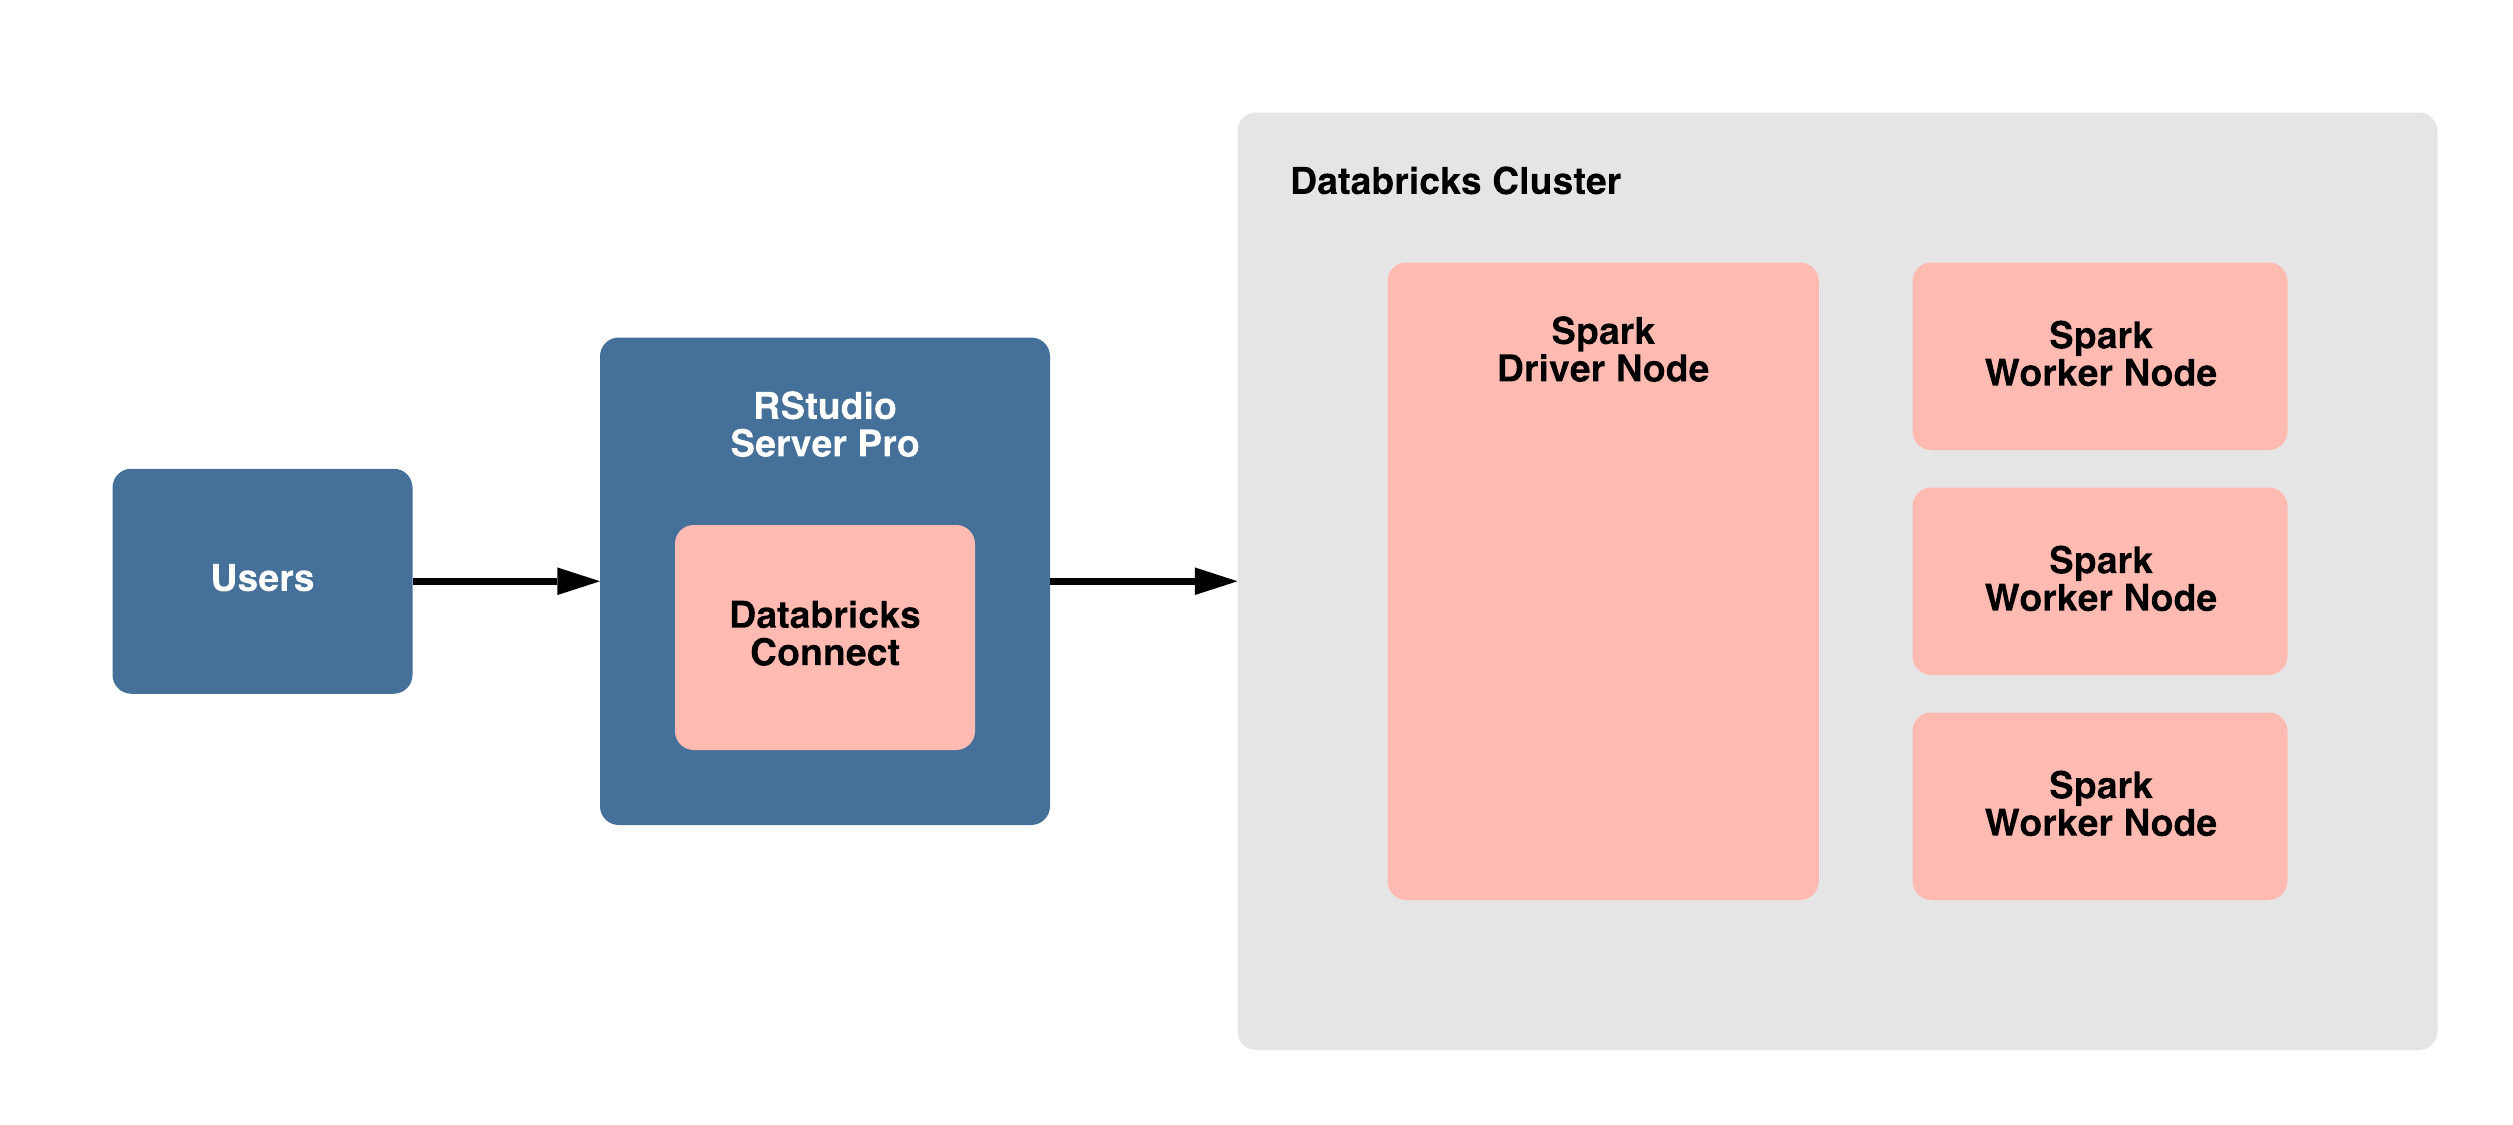 Users
RStudio
Server Pro
Databricks
Connect
Databricks Cluster
Spark
Driver Node
Spark
Worker Node
Spark
Worker Node
Spark
Worker Node